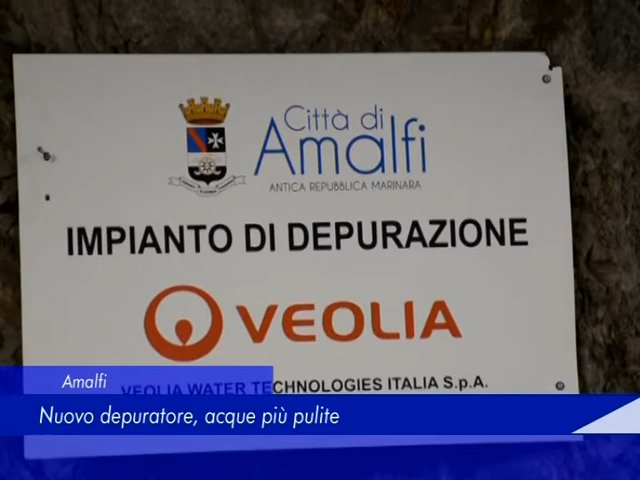 Città di
Amalfi
ANTICA REPUBBLICA MARINARA
IMPIANTO DI DEPURAZIONE
VEOLIA
VEOLIA WATER TECHNOLOGIES ITALIA S.p.A.
Amalfi
Nuovo depuratore, acque più pulite